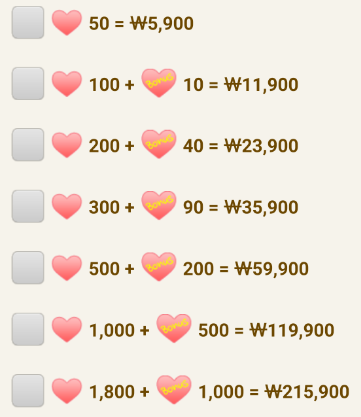 50 = ₩5,900
100 + Bonus 10 = ₩11,900
200 + Bonus 40 = ₩23,900
300 + Bonus 90 = ₩35,900
500 + Bonus 200 = ₩59,900
1,000 + Bonus 500 = ₩119,900
1,800 + Bonus 1,000 = ₩215,900